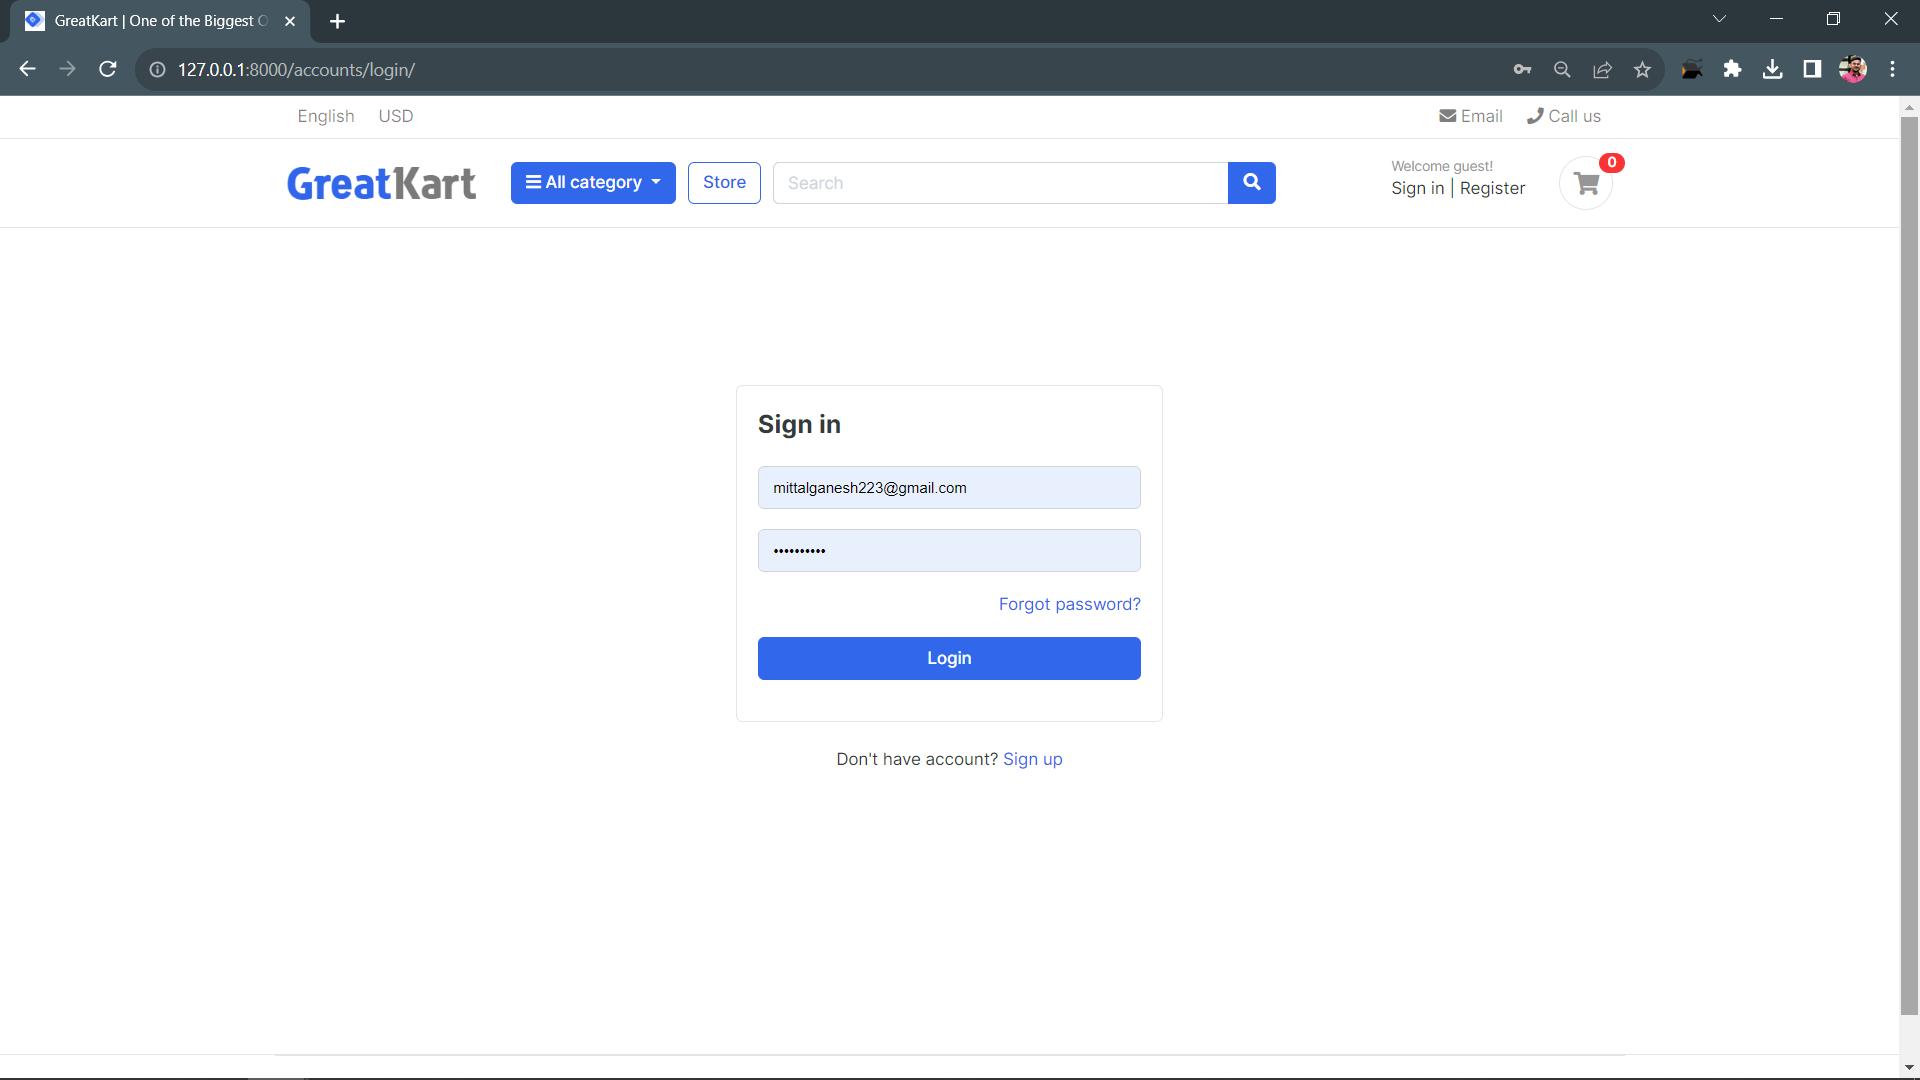 GreatKart | One of the Biggest O
127.0.0.1:8000/accounts/login/
English USD Email Call us
GreatKart All category Store Search
Welcome guest!
Sign in | Register
0
Sign in
mittalganesh223@gmail.com
••••••••••
Forgot password?
Login
Don't have account? Sign up